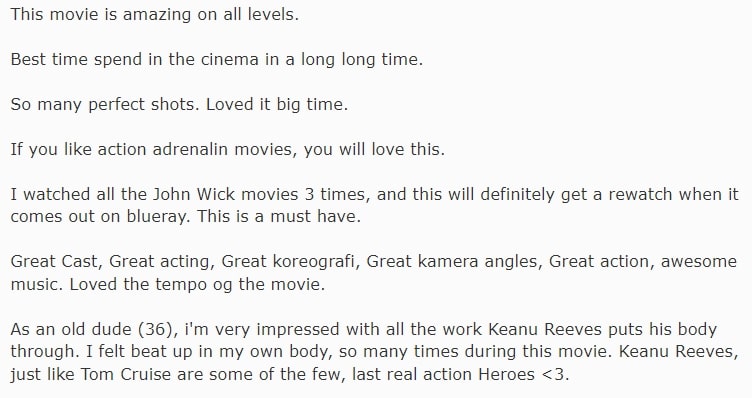 This movie is amazing on all levels.
Best time spend in the cinema in a long long time.
So many perfect shots. Loved it big time.
If you like action adrenalin movies, you will love this.
I watched all the John Wick movies 3 times, and this will definitely get a rewatch when it
comes out on blueray. This is a must have.
Great Cast, Great acting, Great koreografi, Great kamera angles, Great action, awesome
music. Loved the tempo og the movie.
As an old dude (36), i'm very impressed with all the work Keanu Reeves puts his body
through. I felt beat up in my own body, so many times during this movie. Keanu Reeves,
just like Tom Cruise are some of the few, last real action Heroes <3.